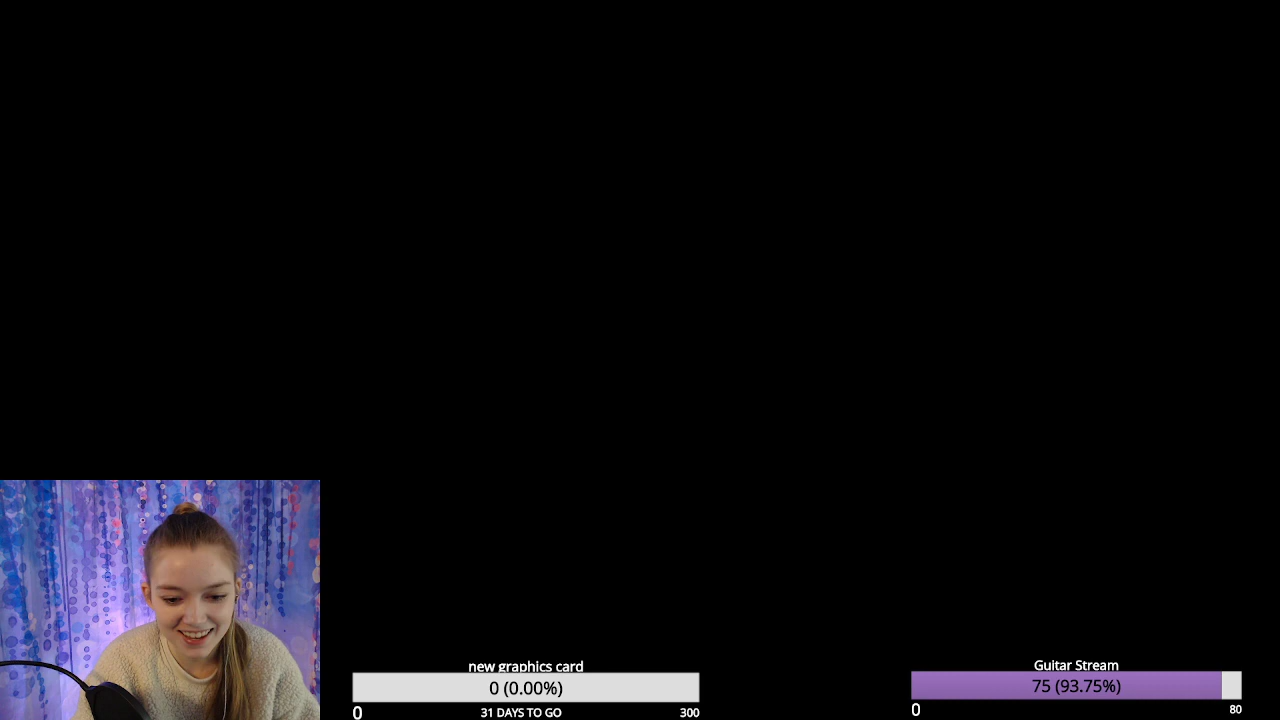 new graphics card
0 (0.00%)
0 31 DAYS TO GO 300
Guitar Stream
75 (93.75%)
0 80